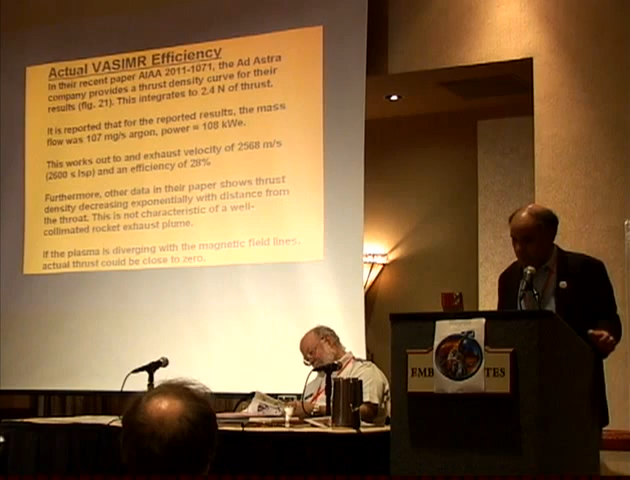 Actual VASIMR Efficiency
In their recent paper AIAA 2011-1071, the Ad Astra
company provides a thrust density curve for their
results (fig. 21). This integrates to 2.4 N of thrust.
It is reported that for the reported results, the mass
flow was 107 mg/s argon, power = 108 kWe.
This works out to and exhaust velocity of 2568 m/s
(2600 s Isp) and an efficiency of 28%
Furthermore, other data in their paper shows thrust
density decreasing exponentially with distance from
the throat. This is not characteristic of a well-
collimated rocket exhaust plume.
If the plasma is diverging with the magnetic field lines,
actual thrust could be close to zero.
EMB TES